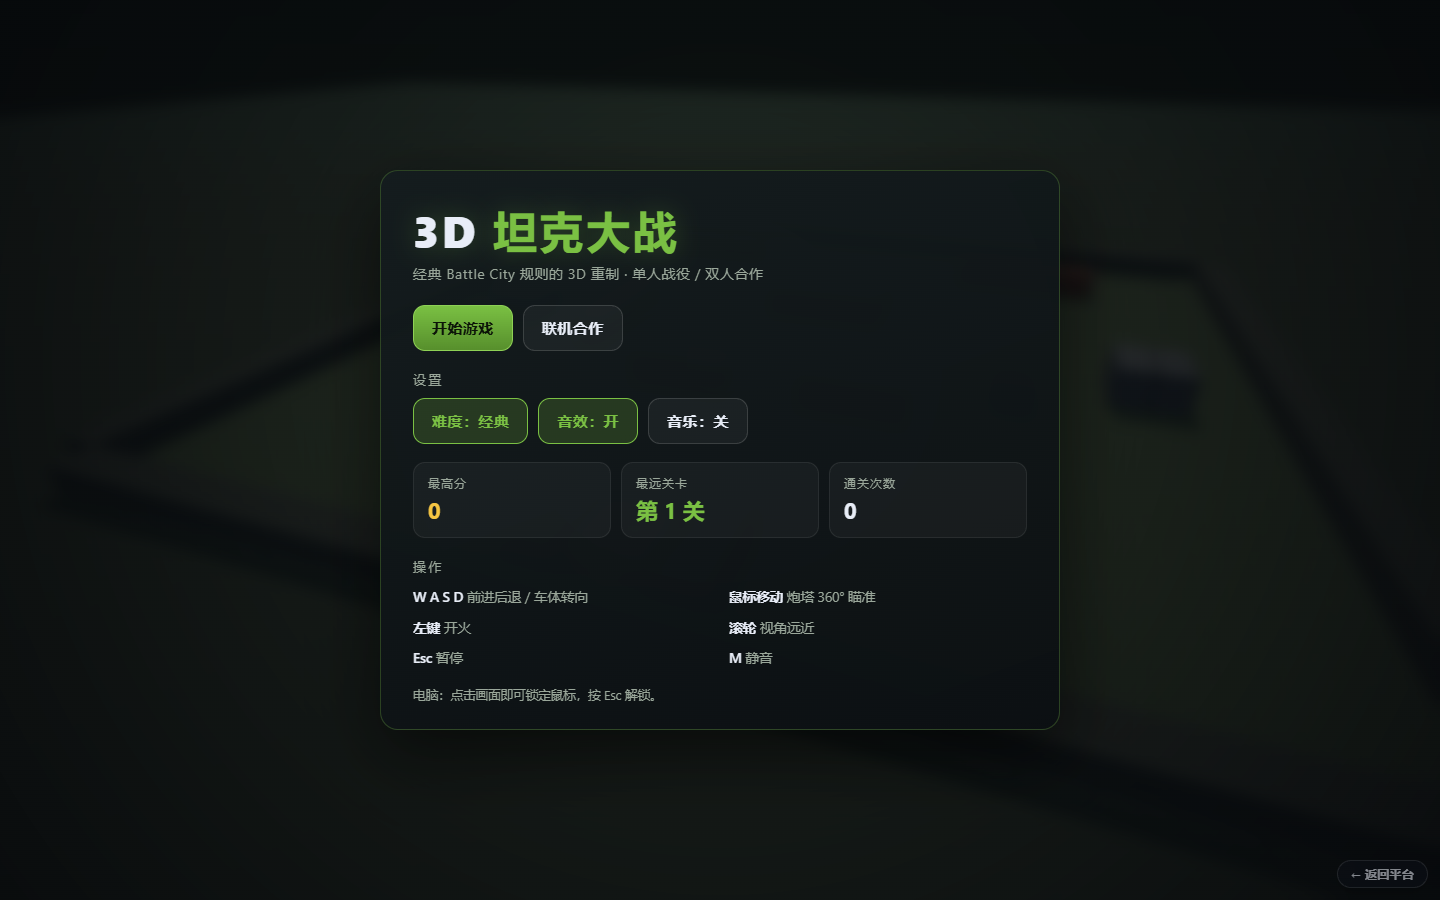 3D 坦克大战
经典 Battle City 规则的 3D 重制 · 单人战役 / 双人合作
开始游戏 联机合作
设置
难度：经典 音效：开 音乐：关
最高分 最远关卡 通关次数
0 第 1 关 0
操作
W A S D 前进后退 / 车体转向 鼠标移动 炮塔 360° 瞄准
左键 开火 滚轮 视角远近
Esc 暂停 M 静音
电脑：点击画面即可锁定鼠标，按 Esc 解锁。
← 返回平台